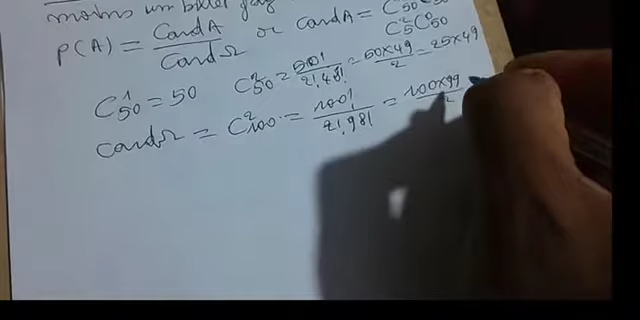 moins un billet
P(A) = CardA / CardΩ or CardA =
C¹₅₀ = 50 C²₅₀ = 50! / 2!.48! = 50×49 / 2 = 25×49
cardΩ = C²₁₀₀ = 100! / 2!.98! = 100×99 / 2